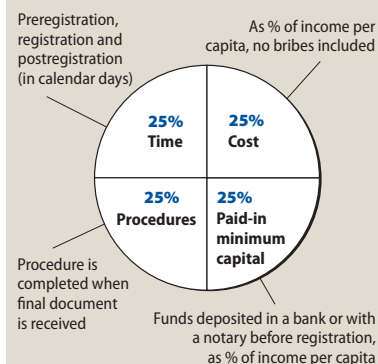 Preregistration,
registration and
postregistration
(in calendar days)
As % of income per
capita, no bribes included
25%
Time
25%
Cost
25%
Procedures
25%
Paid-in
minimum
capital
Procedure is
completed when
final document
is received
Funds deposited in a bank or with
a notary before registration,
as % of income per capita